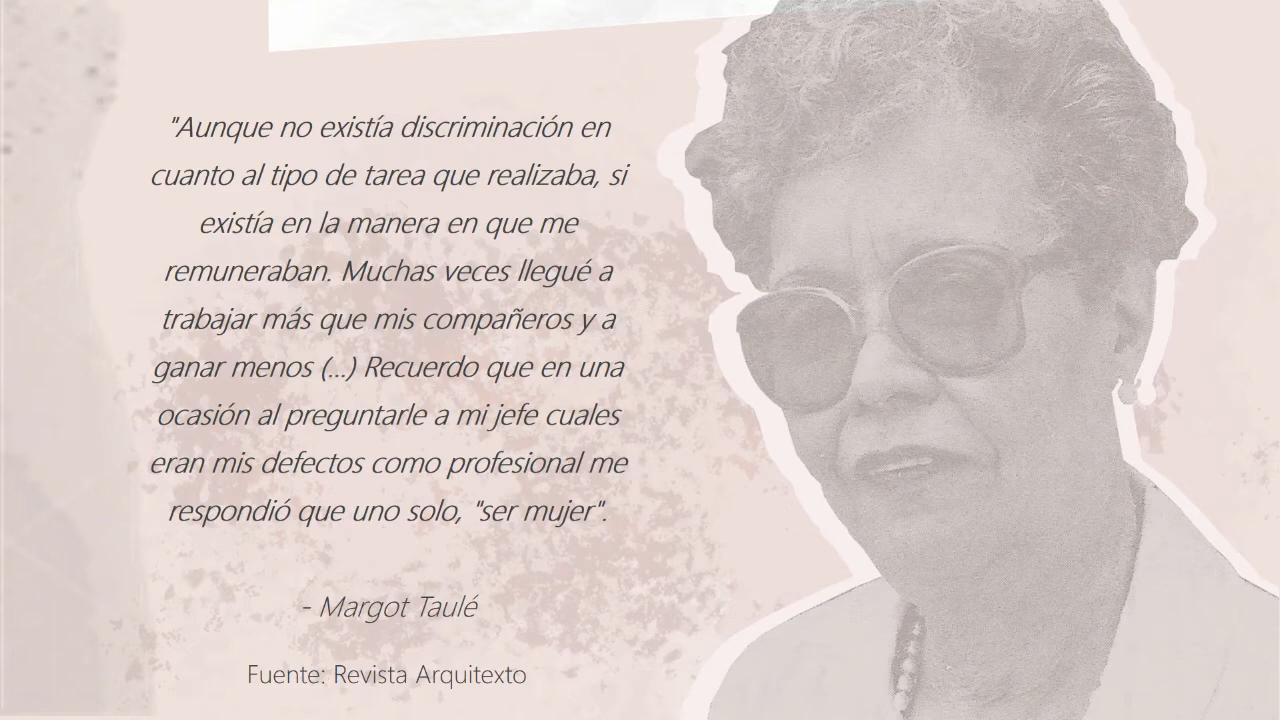 "Aunque no existía discriminación en
cuanto al tipo de tarea que realizaba, si
existía en la manera en que me
remuneraban. Muchas veces llegué a
trabajar más que mis compañeros y a
ganar menos (...) Recuerdo que en una
ocasión al preguntarle a mi jefe cuales
eran mis defectos como profesional me
respondió que uno solo, "ser mujer".
- Margot Taulé
Fuente: Revista Arquitexto